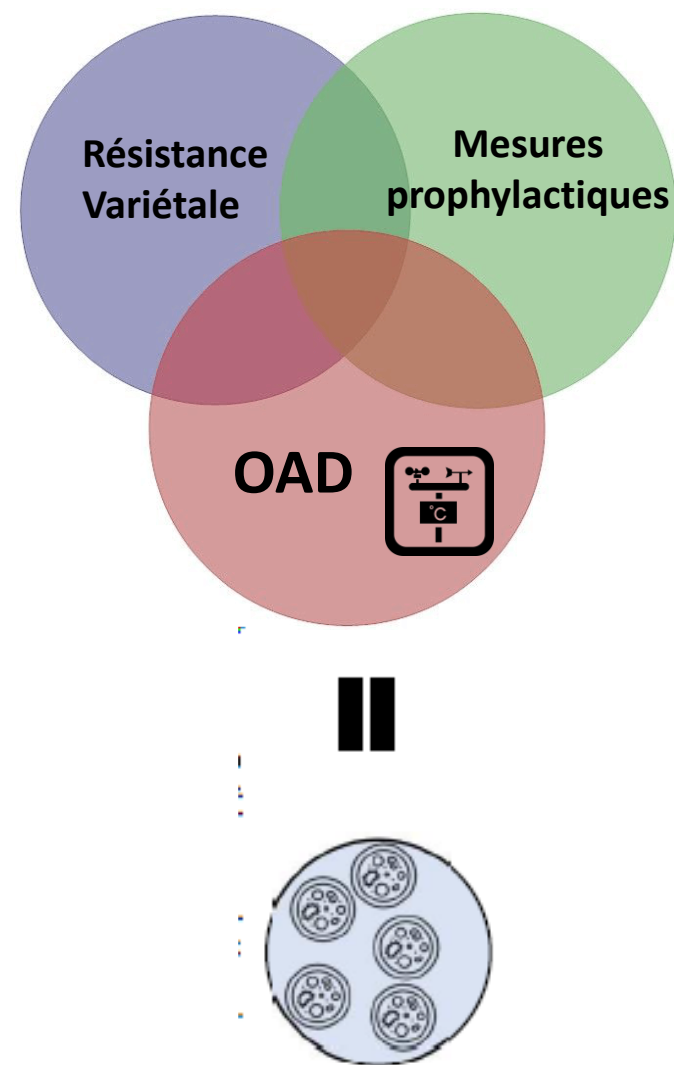 Résistance
Variétale
Mesures
prophylactiques
OAD
°C